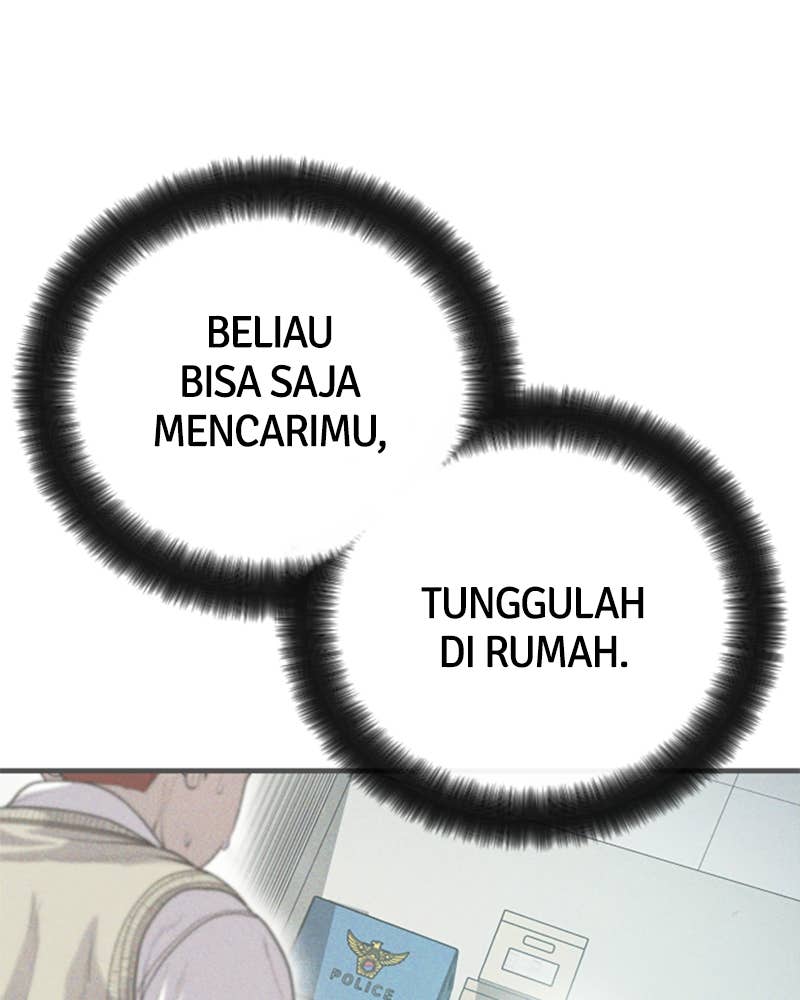 BELIAU
BISA SAJA
MENCARIMU,
TUNGGULAH
DI RUMAH.
POLICE